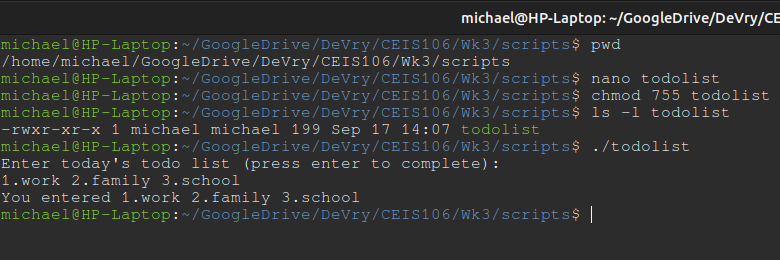 michael@HP-Laptop: ~/GoogleDrive/DeVry/CEI
michael@HP-Laptop:~/GoogleDrive/DeVry/CEIS106/Wk3/scripts$ pwd
/home/michael/GoogleDrive/DeVry/CEIS106/Wk3/scripts
michael@HP-Laptop:~/GoogleDrive/DeVry/CEIS106/Wk3/scripts$ nano todolist
michael@HP-Laptop:~/GoogleDrive/DeVry/CEIS106/Wk3/scripts$ chmod 755 todolist
michael@HP-Laptop:~/GoogleDrive/DeVry/CEIS106/Wk3/scripts$ ls -l todolist
-rwxr-xr-x 1 michael michael 199 Sep 17 14:07 todolist
michael@HP-Laptop:~/GoogleDrive/DeVry/CEIS106/Wk3/scripts$ ./todolist
Enter today's todo list (press enter to complete):
1.work 2.family 3.school
You entered 1.work 2.family 3.school
michael@HP-Laptop:~/GoogleDrive/DeVry/CEIS106/Wk3/scripts$